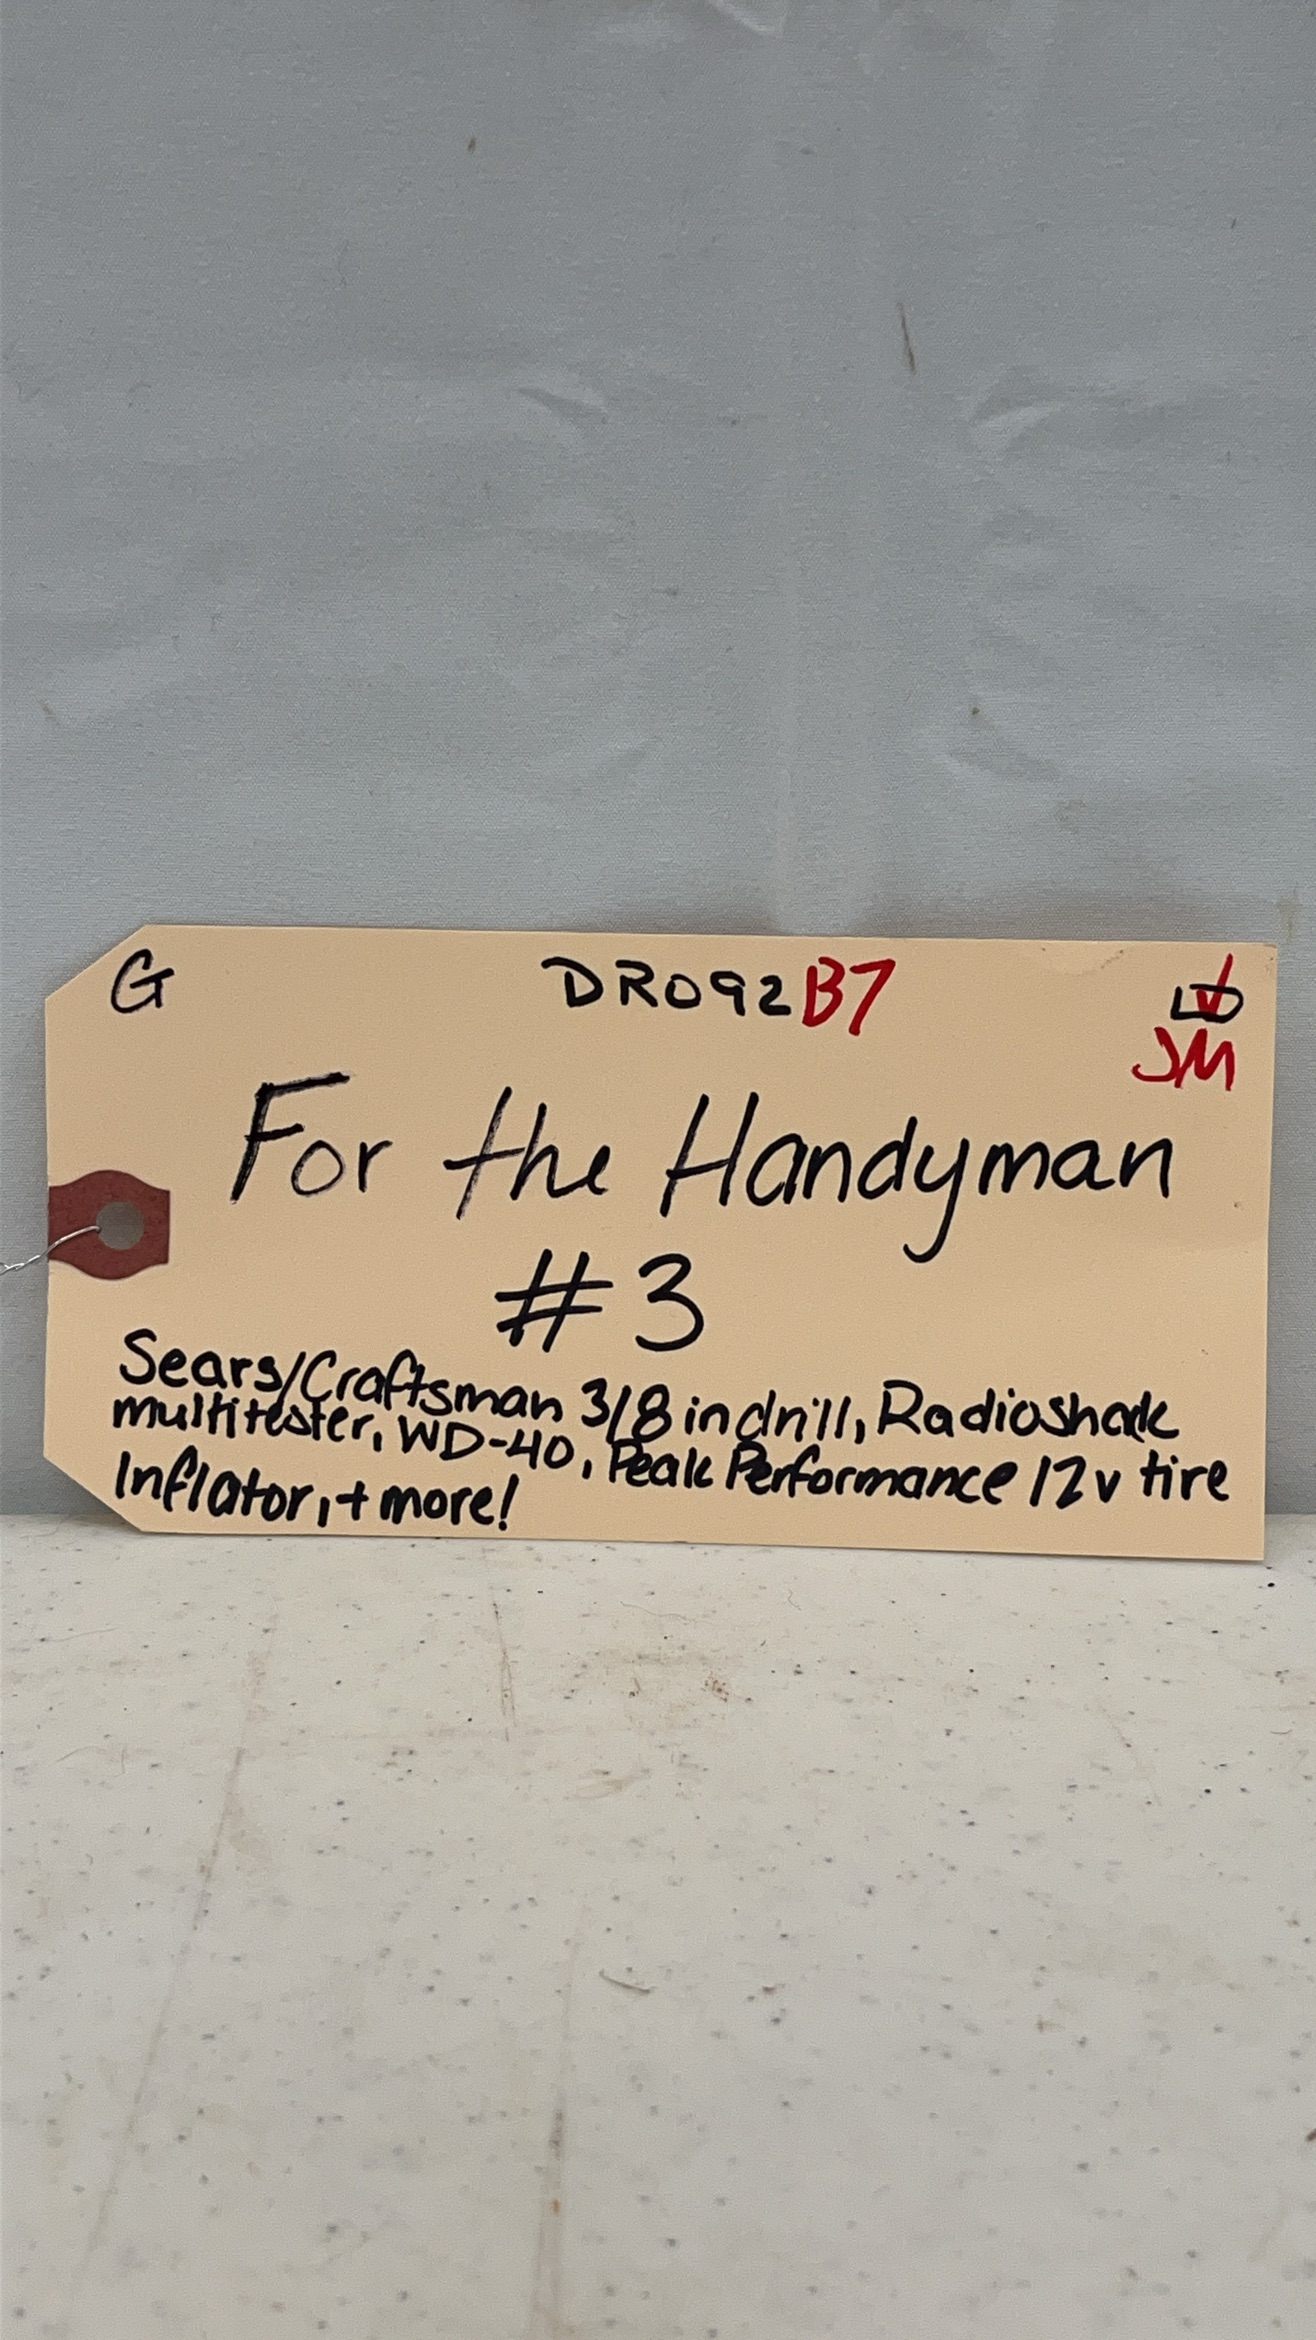 G DR092B7
JM
For the Handyman
#3
Sears/Craftsman 3/8 in drill, Radioshack
multitester, WD-40, Peak Performance 12v tire
Inflator, + more!